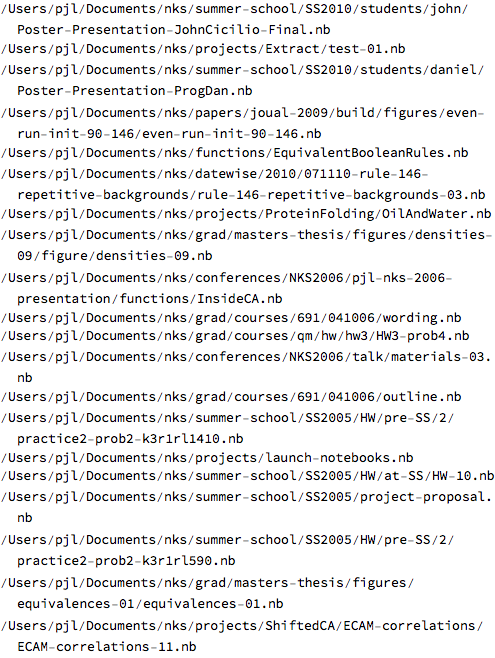 /Users/pjl/Documents/nks/summer-school/SS2010/students/john/
Poster-Presentation-JohnCicilio-Final.nb
/Users/pjl/Documents/nks/projects/Extract/test-01.nb
/Users/pjl/Documents/nks/summer-school/SS2010/students/daniel/
Poster-Presentation-ProgDan.nb
/Users/pjl/Documents/nks/papers/joual-2009/build/figures/even-
run-init-90-146/even-run-init-90-146.nb
/Users/pjl/Documents/nks/functions/EquivalentBooleanRules.nb
/Users/pjl/Documents/nks/datewise/2010/071110-rule-146-
repetitive-backgrounds/rule-146-repetitive-backgrounds-03.nb
/Users/pjl/Documents/nks/projects/ProteinFolding/OilAndWater.nb
/Users/pjl/Documents/nks/grad/masters-thesis/figures/densities-
09/figure/densities-09.nb
/Users/pjl/Documents/nks/conferences/NKS2006/pjl-nks-2006-
presentation/functions/InsideCA.nb
/Users/pjl/Documents/nks/grad/courses/691/041006/wording.nb
/Users/pjl/Documents/nks/grad/courses/qm/hw/hw3/HW3-prob4.nb
/Users/pjl/Documents/nks/conferences/NKS2006/talk/materials-03.
nb
/Users/pjl/Documents/nks/grad/courses/691/041006/outline.nb
/Users/pjl/Documents/nks/summer-school/SS2005/HW/pre-SS/2/
practice2-prob2-k3r1rl1410.nb
/Users/pjl/Documents/nks/projects/launch-notebooks.nb
/Users/pjl/Documents/nks/summer-school/SS2005/HW/at-SS/HW-10.nb
/Users/pjl/Documents/nks/summer-school/SS2005/project-proposal.
nb
/Users/pjl/Documents/nks/summer-school/SS2005/HW/pre-SS/2/
practice2-prob2-k3r1rl590.nb
/Users/pjl/Documents/nks/grad/masters-thesis/figures/
equivalences-01/equivalences-01.nb
/Users/pjl/Documents/nks/projects/ShiftedCA/ECAM-correlations/
ECAM-correlations-11.nb